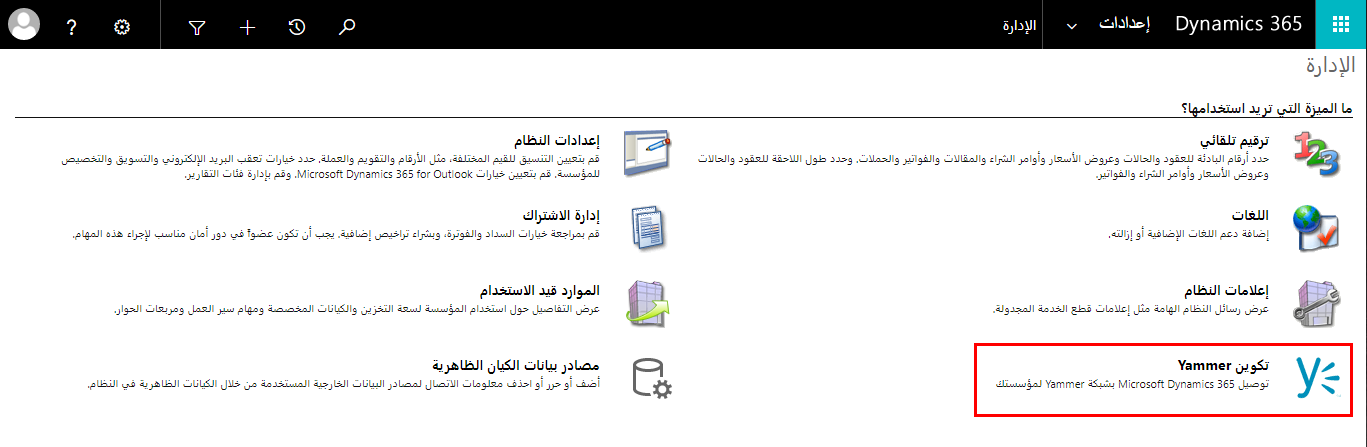 Dynamics 365 إعدادات الإدارة ?
الإدارة
ما الميزة التي تريد استخدامها؟
ترقيم تلقائي
حدد أرقام البادئة للعقود والحالات وعروض الأسعار وأوامر الشراء والمقالات والفواتير والحملات. وحدد طول اللاحقة للعقود والحالات
وعروض الأسعار وأوامر الشراء والفواتير.
إعدادات النظام
قم بتعيين التنسيق للقيم المختلفة، مثل الأرقام والتقويم والعملة. حدد خيارات تعقب البريد الإلكتروني والتسويق والتخصيص
للمؤسسة. قم بتعيين خيارات Microsoft Dynamics 365 for Outlook. وقم بإدارة فئات التقارير.
اللغات
إضافة دعم اللغات الإضافية أو إزالته.
إدارة الاشتراك
قم بمراجعة خيارات السداد والفوترة، وبشراء تراخيص إضافية. يجب أن تكون عضواً في دور أمان مناسب لإجراء هذه المهام.
إعلامات النظام
عرض رسائل النظام الهامة مثل إعلامات قطع الخدمة المجدولة.
الموارد قيد الاستخدام
عرض التفاصيل حول استخدام المؤسسة لسعة التخزين والكيانات المخصصة ومهام سير العمل ومربعات الحوار.
تكوين Yammer
توصيل Microsoft Dynamics 365 بشبكة Yammer لمؤسستك
مصادر بيانات الكيان الظاهرية
أضف أو حرر أو احذف معلومات الاتصال لمصادر البيانات الخارجية المستخدمة من خلال الكيانات الظاهرية في النظام.